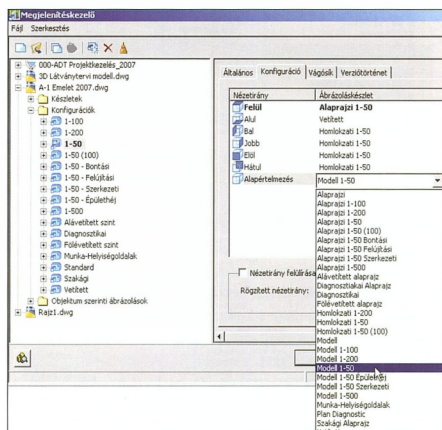 Megjelenítéskezelő
Fájl Szerkesztés
000-ADT Projektkezelés_2007
3D Látványtervi modell.dwg
A-1 Emelet 2007.dwg
Készletek
Konfigurációk
1-100
1-200
1-50
1-50 (100)
1-50 - Bontási
1-50 - Felújítási
1-50 - Szerkezeti
1-50 - Épülethéj
1-500
Alávetített szint
Diagnosztikai
Fölévetített szint
Munka-Helyiségoldalak
Standard
Szakági
Vetített
Objektum szerinti ábrázolások
Rajz1.dwg
Általános Konfiguráció Vágósík Verziótörténet
Nézetirány Ábrázoláskészlet
Felül Alaprajzi 1-50
Alul Vetített
Bal Homlokzati 1-50
Jobb Homlokzati 1-50
Elöl Homlokzati 1-50
Hátul Homlokzati 1-50
Alapértelmezés Modell 1-50
Alaprajzi
Alaprajzi 1-100
Alaprajzi 1-200
Alaprajzi 1-50
Alaprajzi 1-50 (100)
Alaprajzi 1-50 Bontási
Alaprajzi 1-50 Felújítási
Alaprajzi 1-50 Szerkezeti
Alaprajzi 1-500
Alávetített alaprajz
Diagnosztikai Alaprajz
Diagnosztikai
Fölévetített alaprajz
Homlokzati 1-200
Homlokzati 1-50
Homlokzati 1-50 (100)
Modell
Modell 1-100
Modell 1-200
Modell 1-50
Modell 1-50 Épülethéj
Modell 1-50 Szerkezeti
Modell 1-500
Munka-Helyiségoldalak
Plan Diagnostic
Szakági Alaprajz
Nézetirány felülírása
Rögzített nézetirány: